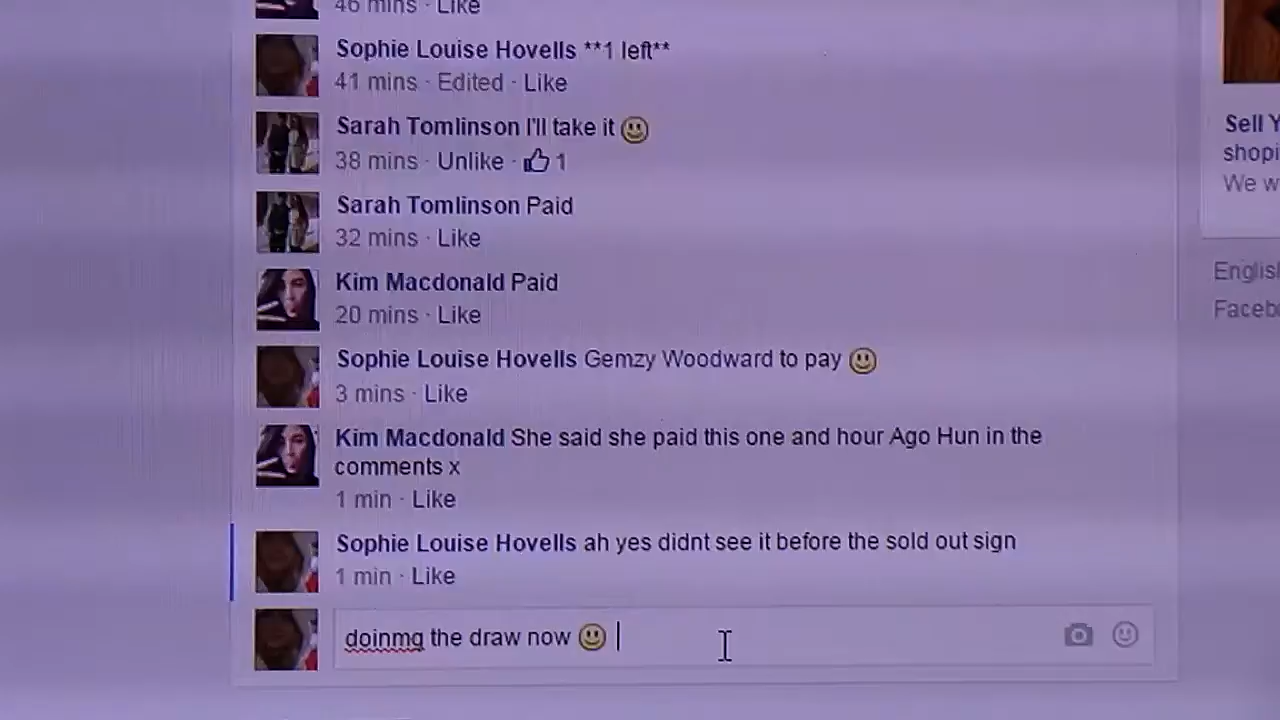 46 mins · Like
Sophie Louise Hovells **1 left**
41 mins · Edited · Like
Sarah Tomlinson I'll take it
38 mins · Unlike · 1
Sarah Tomlinson Paid
32 mins · Like
Kim Macdonald Paid
20 mins · Like
Sophie Louise Hovells Gemzy Woodward to pay
3 mins · Like
Kim Macdonald She said she paid this one and hour Ago Hun in the
comments x
1 min · Like
Sophie Louise Hovells ah yes didnt see it before the sold out sign
1 min · Like
doinmg the draw now
Sell Y
shopi
We w
English
Faceb